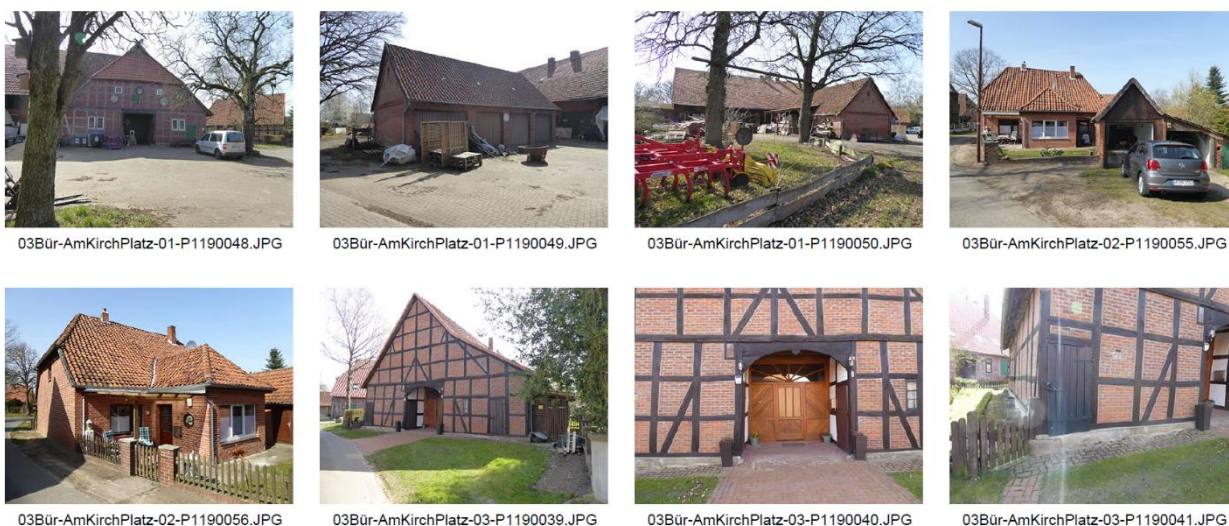 03Bür-AmKirchPlatz-01-P1190048.JPG
03Bür-AmKirchPlatz-01-P1190049.JPG
03Bür-AmKirchPlatz-01-P1190050.JPG
03Bür-AmKirchPlatz-02-P1190055.JPG
03Bür-AmKirchPlatz-02-P1190056.JPG
03Bür-AmKirchPlatz-03-P1190039.JPG
03Bür-AmKirchPlatz-03-P1190040.JPG
03Bür-AmKirchPlatz-03-P1190041.JPG